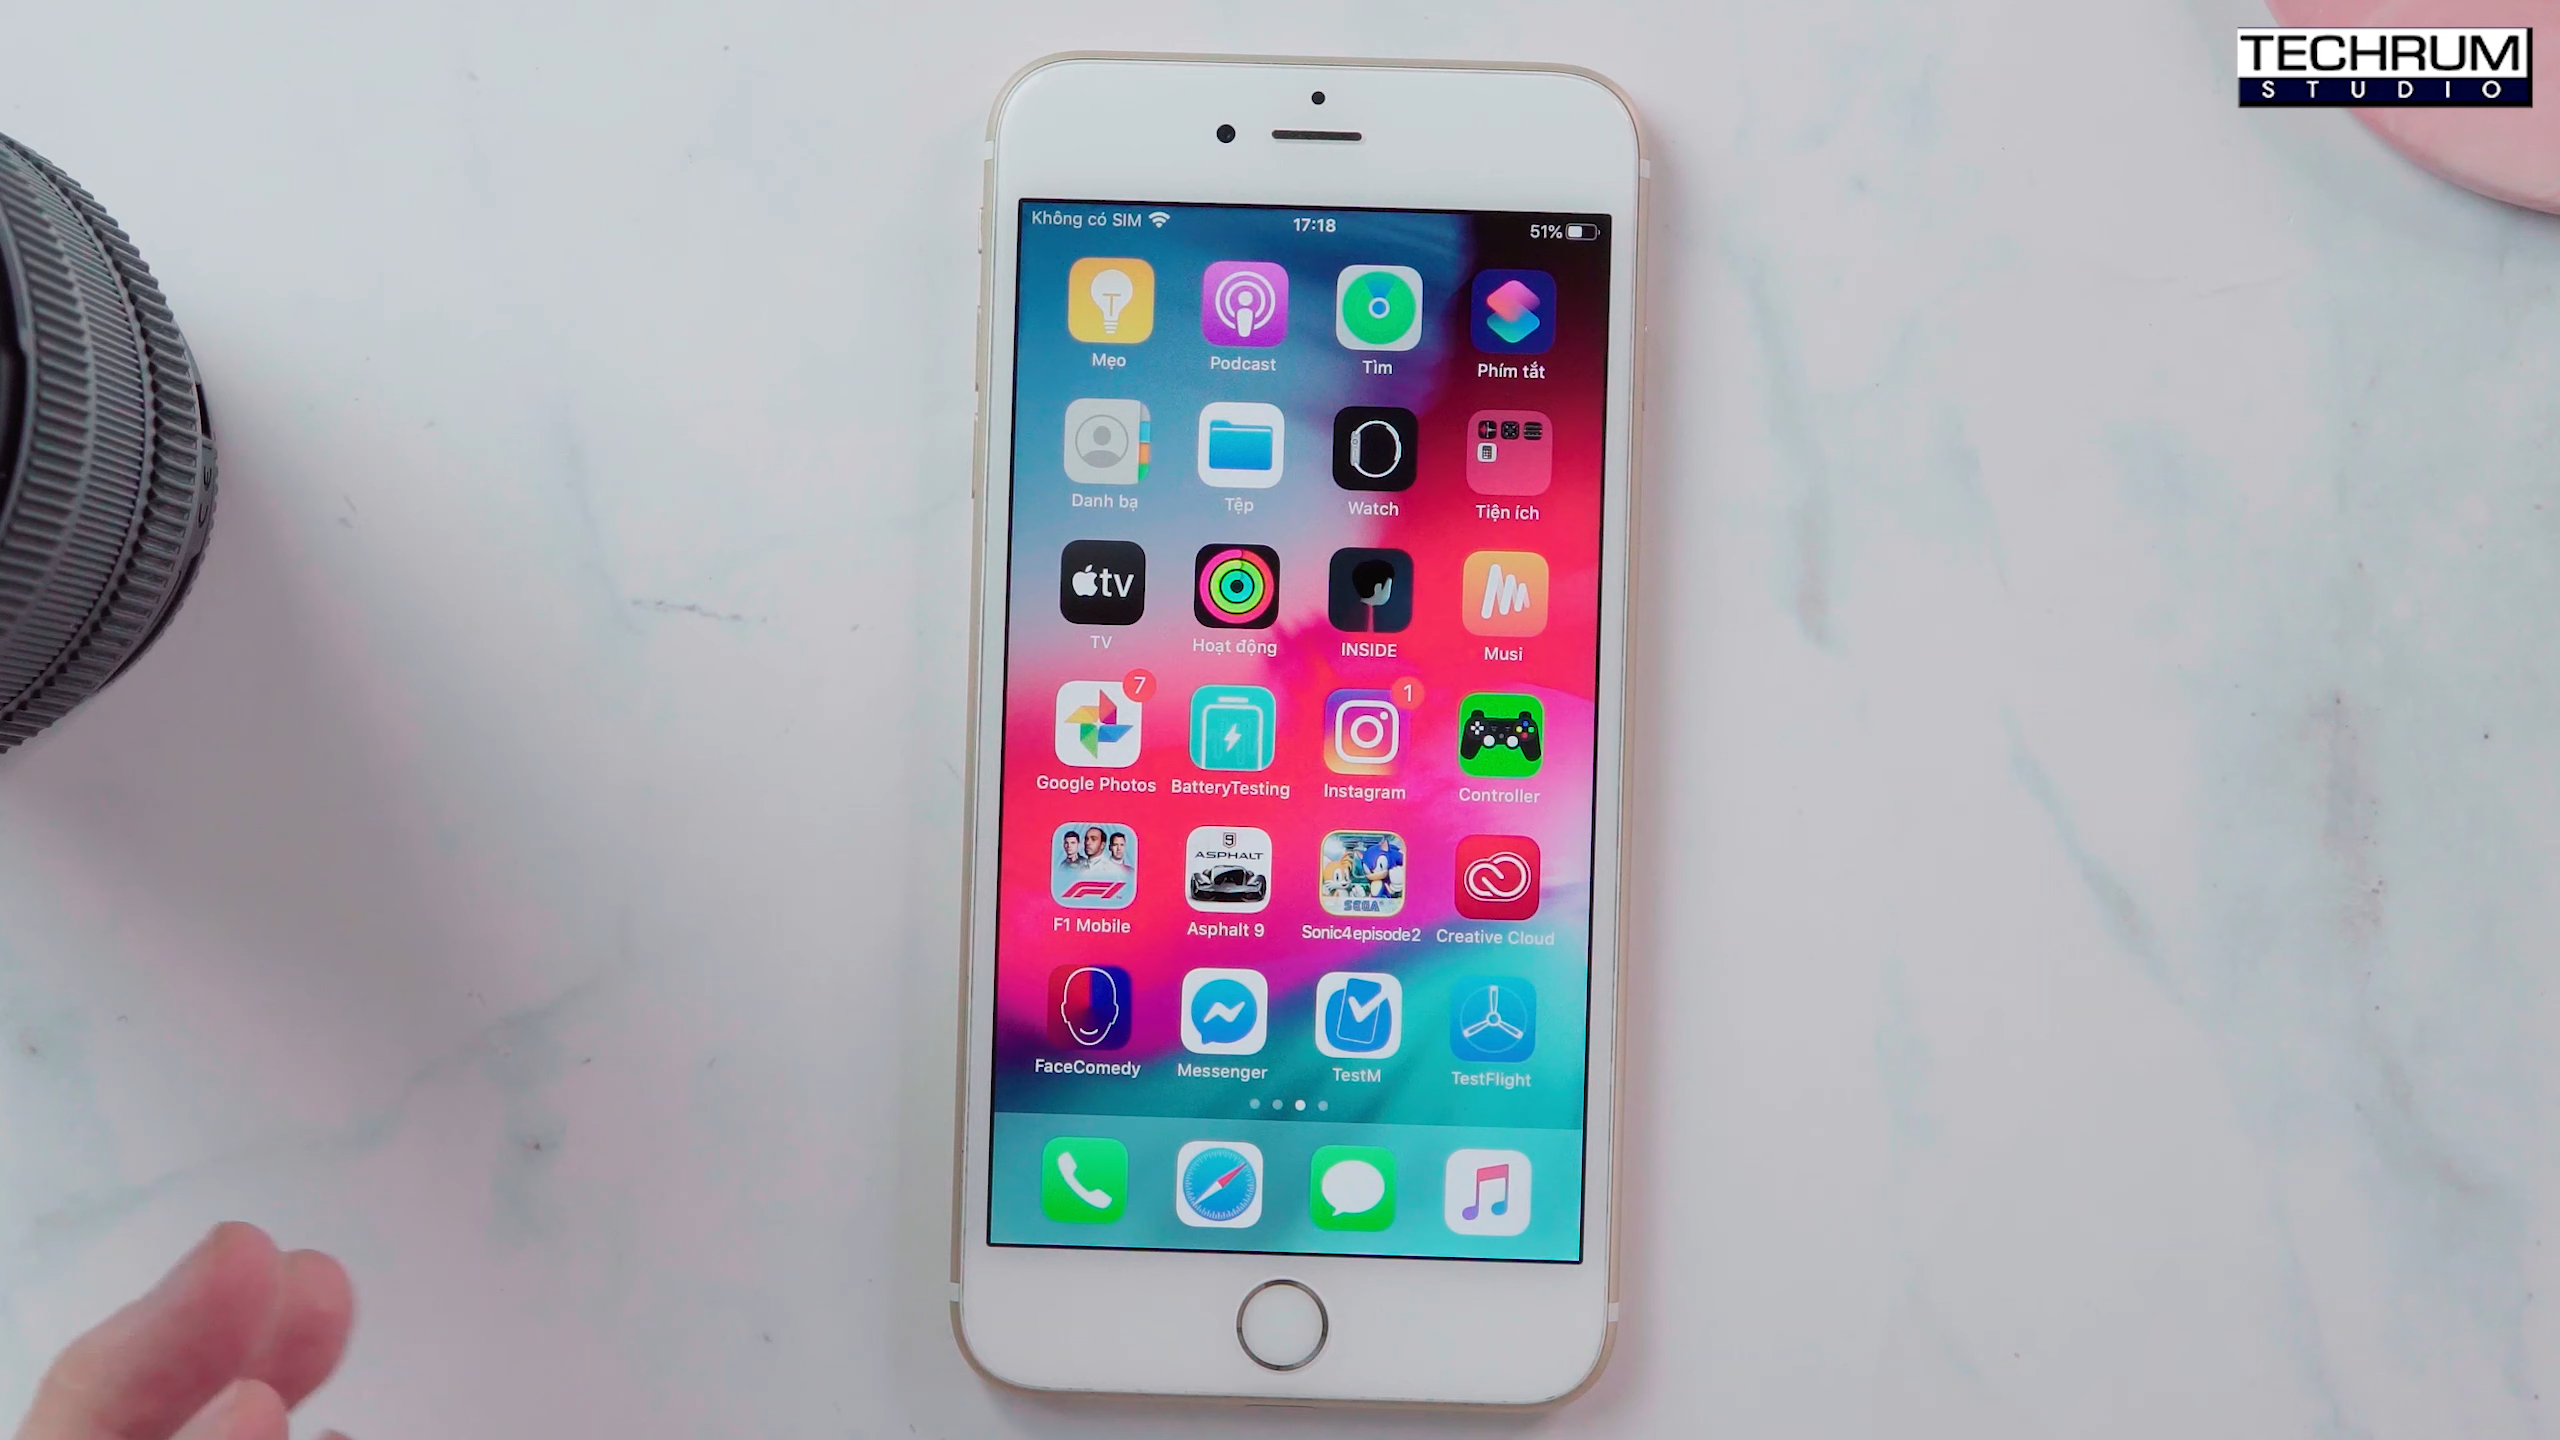 TECHRUM
STUDIO
Không có SIM 17:18 51%
Mẹo Podcast Tìm Phím tắt
Danh bạ Tệp Watch Tiện ích
tv
TV Hoạt động INSIDE Musi
7 1
Google Photos BatteryTesting Instagram Controller
9
ASPHALT
F1
SEGA
F1 Mobile Asphalt 9 Sonic4episode2 Creative Cloud
FaceComedy Messenger TestM TestFlight